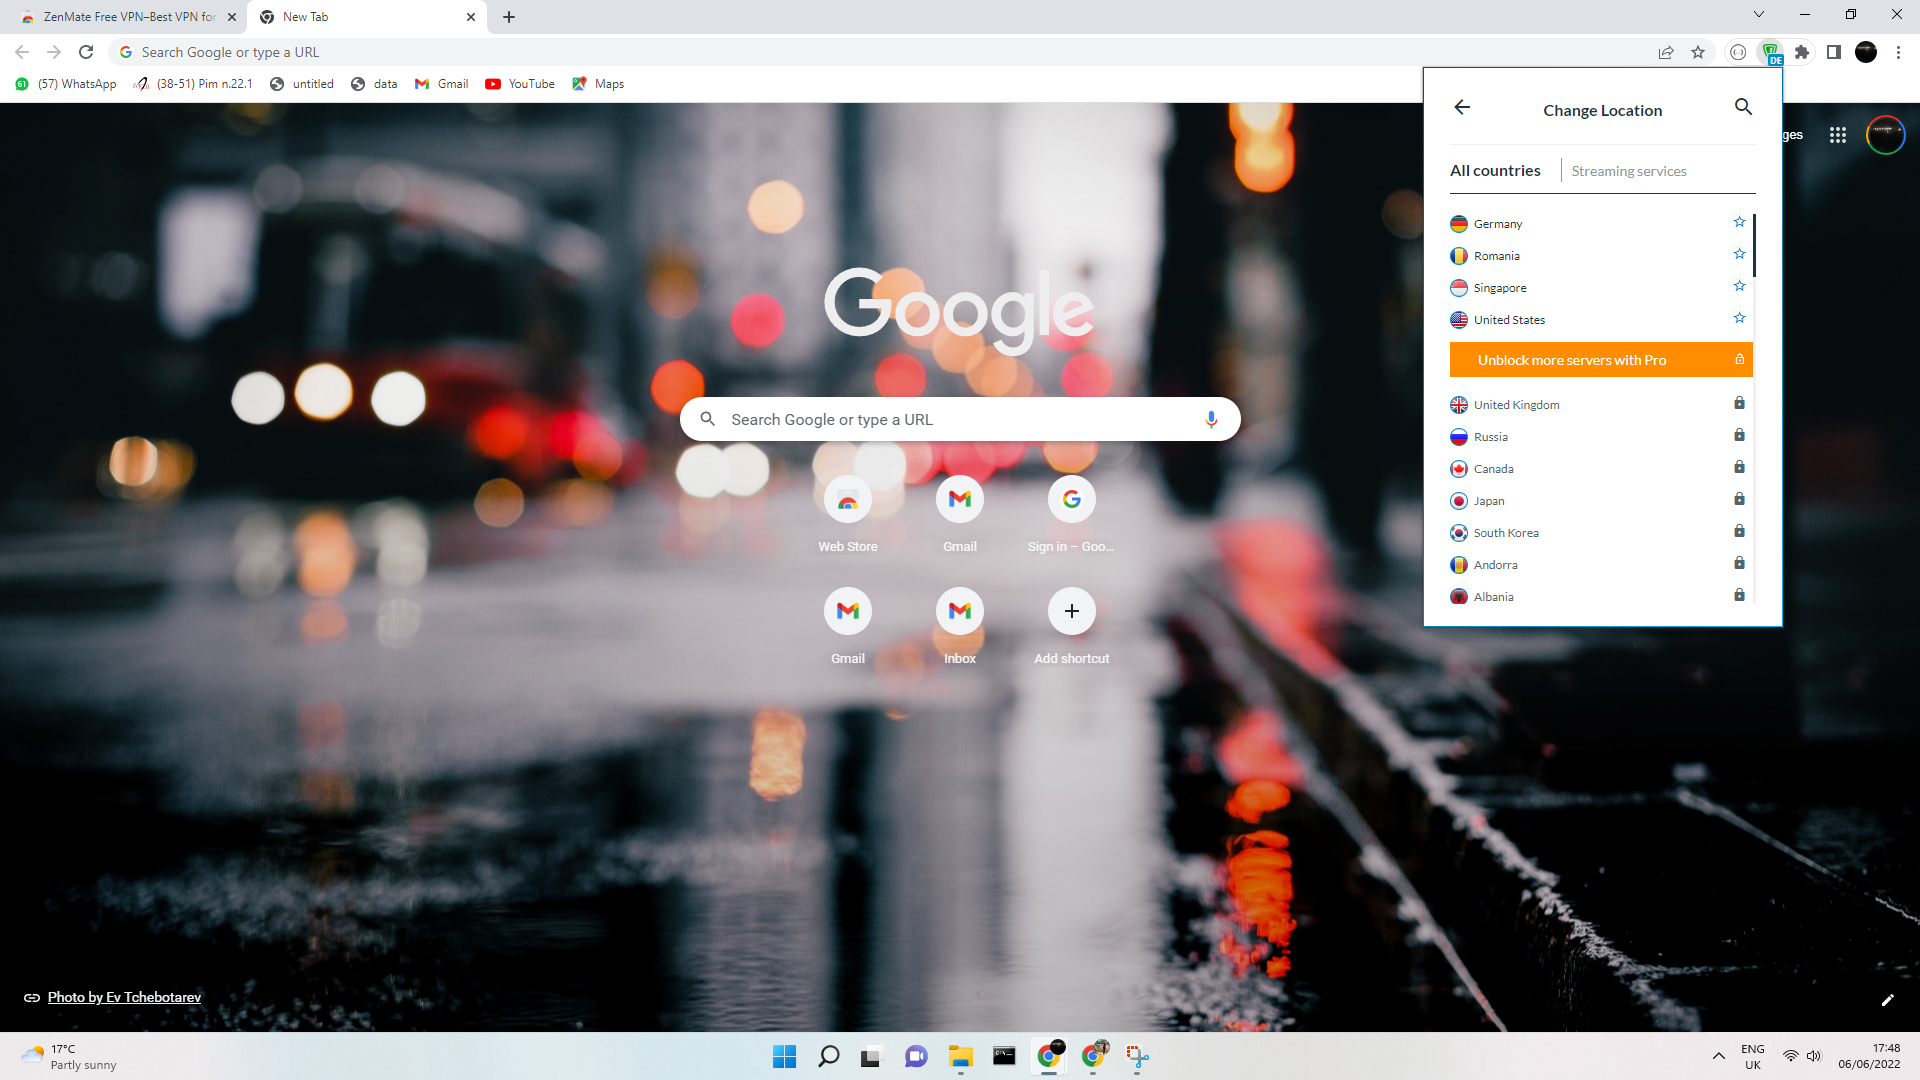 ZenMate Free VPN–Best VPN for
New Tab
Search Google or type a URL
DE
61
(57) WhatsApp
(38-51) Pim n.22.1
untitled
data
Gmail
YouTube
Maps
ges
Change Location
All countries
Streaming services
Germany
Romania
Singapore
United States
Unblock more servers with Pro
United Kingdom
Russia
Canada
Japan
South Korea
Andorra
Albania
Google
Search Google or type a URL
Web Store
Gmail
Sign in – Goo...
Gmail
Inbox
Add shortcut
Photo by Ev Tchebotarev
17°C
Partly sunny
ENG
UK
17:48
06/06/2022